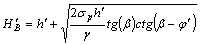 H'_B = h' + √(2σ_p h'/γ tg(β)ctg(β − φ'))